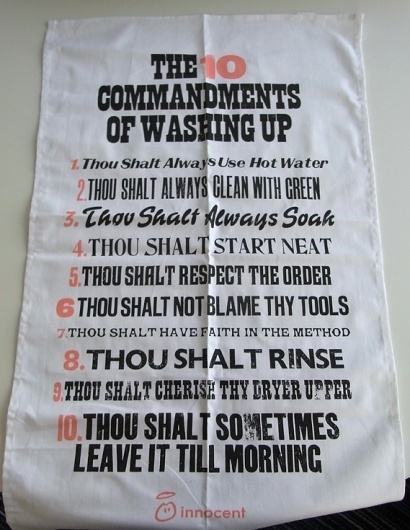 THE 10
COMMANDMENTS
OF WASHING UP
1. Thou Shalt Always Use Hot Water
2. THOU SHALT ALWAYS CLEAN WITH GREEN
3. Thou Shalt Always Soak
4. THOU SHALT START NEAT
5. THOU SHALT RESPECT THE ORDER
6 THOU SHALT NOT BLAME THY TOOLS
7. THOU SHALT HAVE FAITH IN THE METHOD
8. THOU SHALT RINSE
9. THOU SHALT CHERISH THY DRYER UPPER
10. THOU SHALT SOMETIMES
LEAVE IT TILL MORNING
innocent